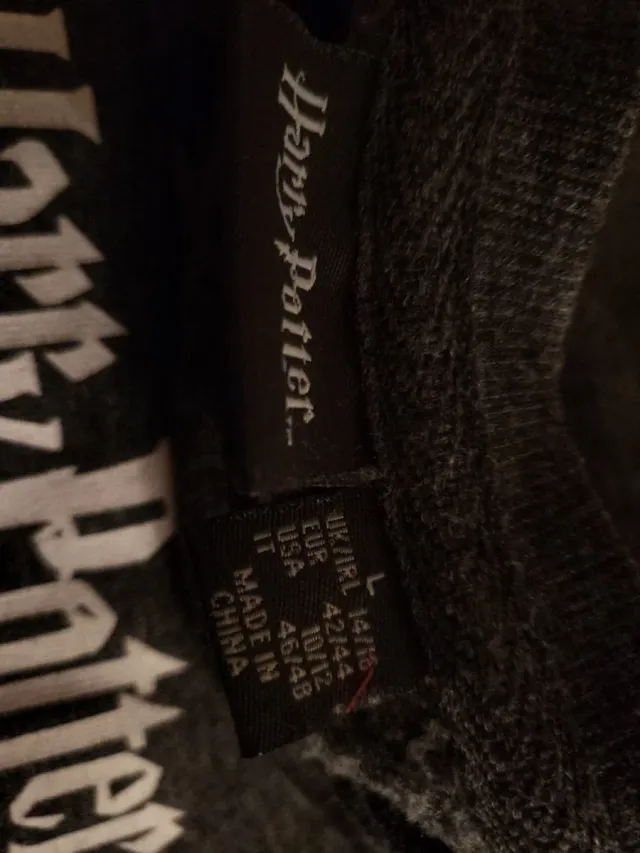 Harry Potter
Harry Potter
L
UK/IRL 14/16
EUR 42/44
USA 10/12
IT 46/48
MADE IN
CHINA